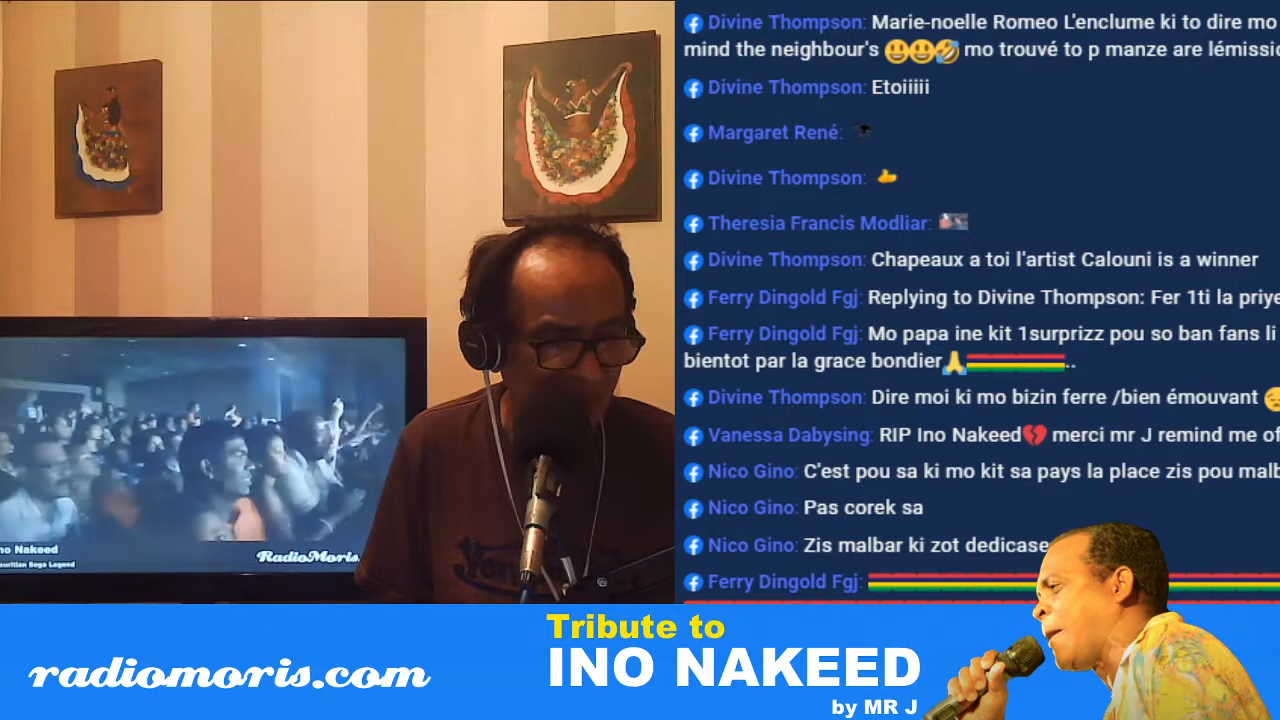 Divine Thompson: Marie-noelle Romeo L'enclume ki to dire mo
mind the neighbour's 😃😃🤣 mo trouvé to p manze are lémissio
Divine Thompson: Etoiiiii
Margaret René:
Divine Thompson: 👍
Theresia Francis Modliar:
Divine Thompson: Chapeaux a toi l'artist Calouni is a winner
Ferry Dingold Fgj: Replying to Divine Thompson: Fer 1ti la priye
Ferry Dingold Fgj: Mo papa ine kit 1surprizz pou so ban fans li
bientot par la grace bondier🙏..
Divine Thompson: Dire moi ki mo bizin ferre /bien émouvant 😔
Vanessa Dabysing: RIP Ino Nakeed💔 merci mr J remind me of
Nico Gino: C'est pou sa ki mo kit sa pays la place zis pou malb
Nico Gino: Pas corek sa
Nico Gino: Zis malbar ki zot dedicase
Ferry Dingold Fgj:
no Nakeed
auritian Sega Legend
RadioMoris.
Tribute to
INO NAKEED
by MR J
radiomoris.com